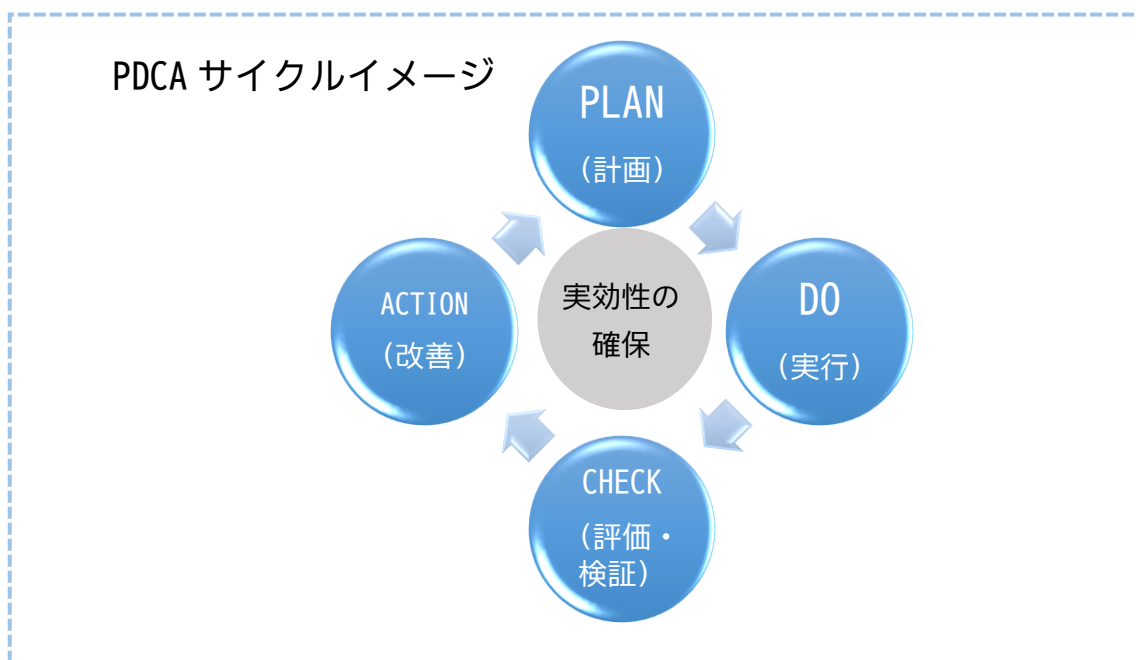 PDCA サイクルイメージ
PLAN
（計画）
DO
（実行）
CHECK
（評価・
検証）
ACTION
（改善）
実効性の
確保